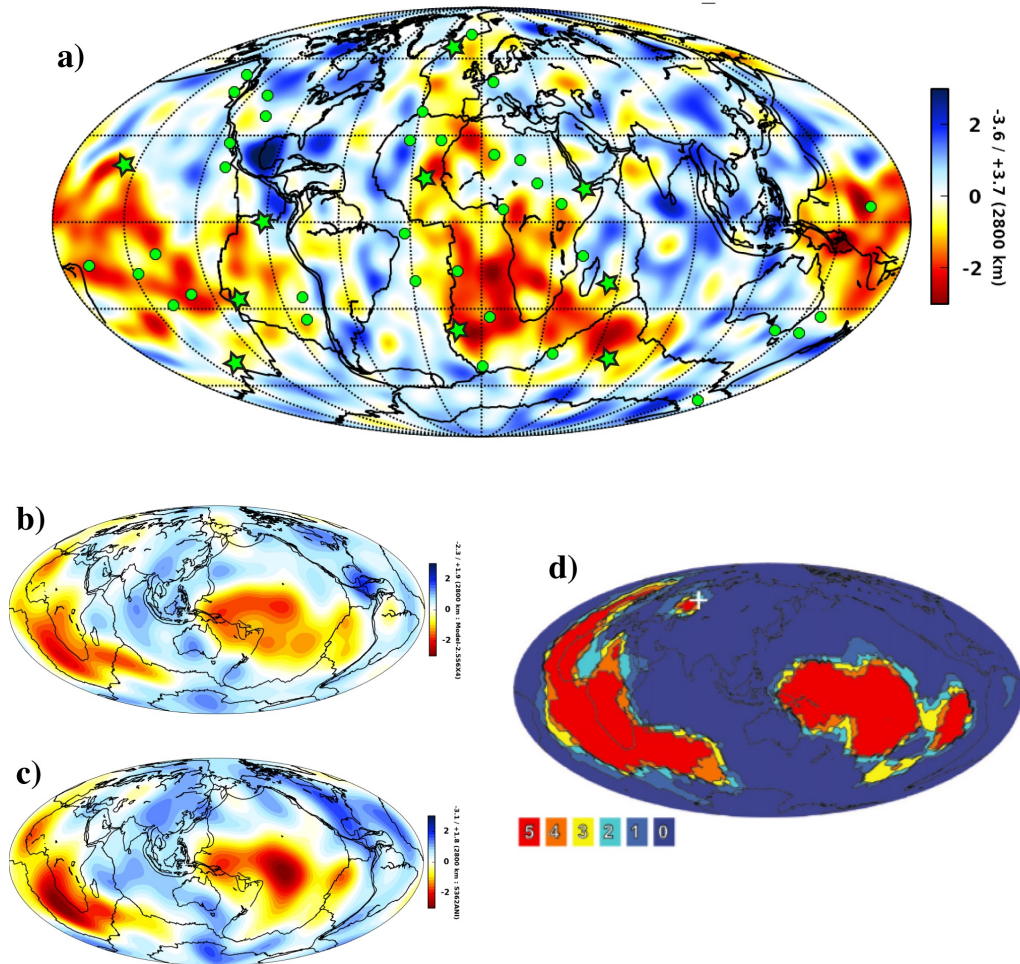 a)
2
0
-2
-3.6 / +3.7 (2800 km)
b)
2
0
-2
-2.3 / +1.9 (2800 km : Model-2.5S6X4)
d)
c)
2
0
-2
-3.1 / +1.8 (2800 km : S362ANI)
5 4 3 2 1 0